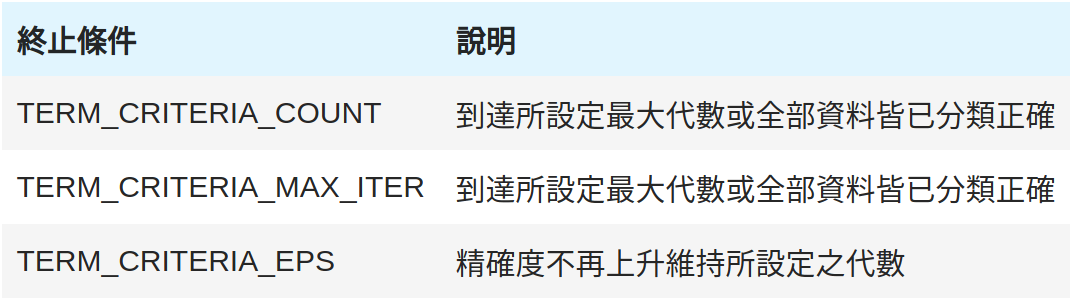 終止條件 說明
TERM_CRITERIA_COUNT 到達所設定最大代數或全部資料皆已分類正確
TERM_CRITERIA_MAX_ITER 到達所設定最大代數或全部資料皆已分類正確
TERM_CRITERIA_EPS 精確度不再上升維持所設定之代數